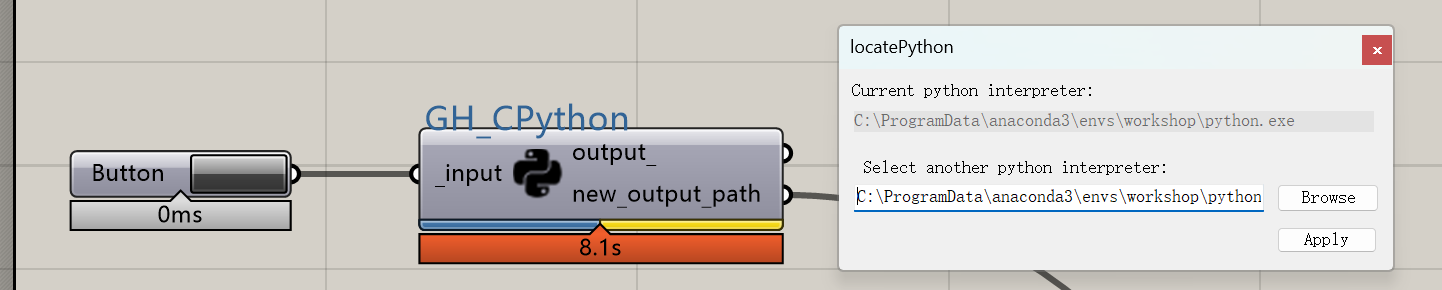 GH_CPython
Button
0ms
_input
output_
new_output_path
8.1s
locatePython
x
Current python interpreter:
C:\ProgramData\anaconda3\envs\workshop\python.exe
Select another python interpreter:
C:\ProgramData\anaconda3\envs\workshop\python
Browse
Apply